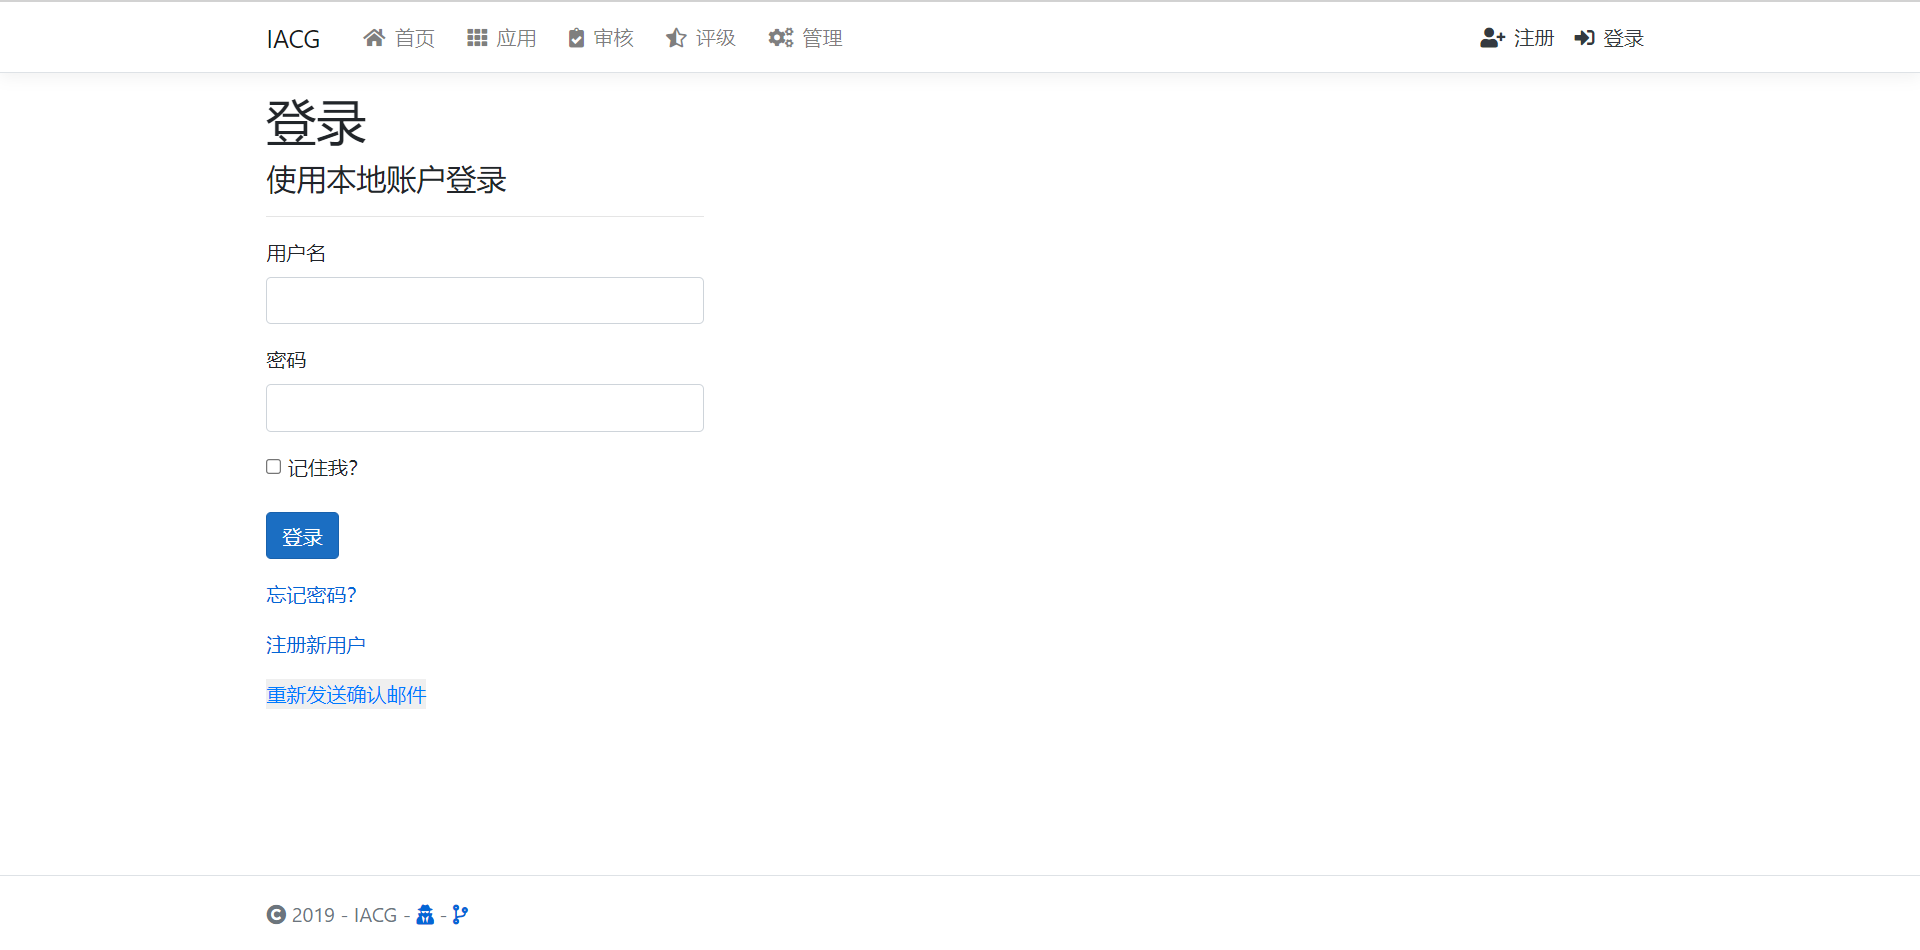 IACG 首页 应用 审核 评级 管理 注册 登录
登录
使用本地账户登录
用户名
密码
记住我?
登录
忘记密码?
注册新用户
重新发送确认邮件
© 2019 - IACG - -